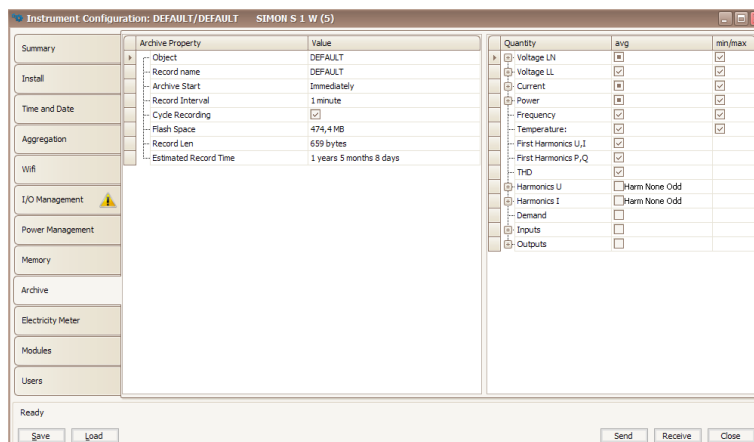 Instrument Configuration: DEFAULT/DEFAULT SIMON S 1 W (5)
Summary
Install
Time and Date
Aggregation
Wifi
I/O Management
Power Management
Memory
Archive
Electricity Meter
Modules
Users
Archive Property Value
Object DEFAULT
Record name DEFAULT
Archive Start Immediately
Record Interval 1 minute
Cycle Recording
Flash Space 474,4 MB
Record Len 659 bytes
Estimated Record Time 1 years 5 months 8 days
Quantity avg min/max
Voltage LN
Voltage LL
Current
Power
Frequency
Temperature:
First Harmonics U,I
First Harmonics P,Q
THD
Harmonics U Harm None Odd
Harmonics I Harm None Odd
Demand
Inputs
Outputs
Ready
Save Load Send Receive Close